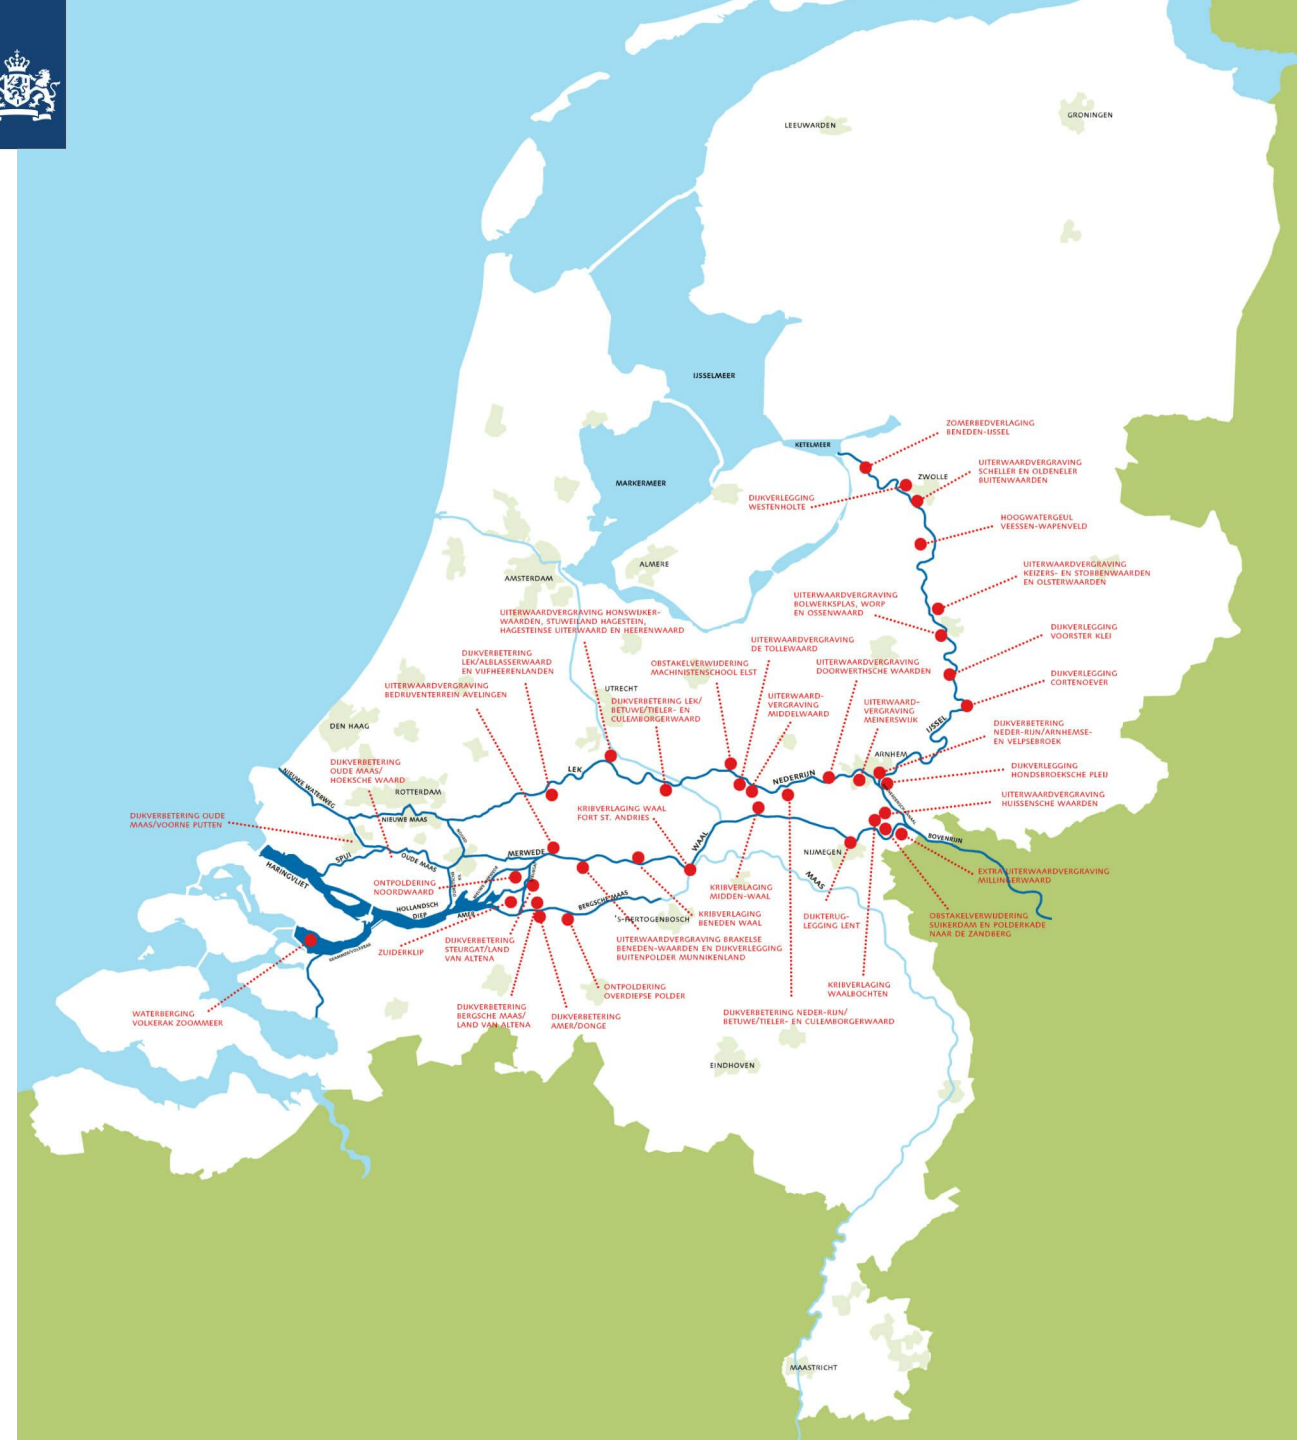 LEEUWARDEN
GRONINGEN
IJSSELMEER
KETELMEER
MARKERMEER
ZOMERBEDVERLAGING
BENEDEN-IJSSEL
UITERWAARDVERGRAVING
SCHELLER EN OLDENELER
BUITENWAARDEN
ZWOLLE
DIJKVERLEGGING
WESTENHOLTE
HOOGWATERGEUL
VEESSEN-WAPENVELD
UITERWAARDVERGRAVING
KEIZERS- EN STOBBENWAARDEN
EN OLSTERWAARDEN
ALMERE
AMSTERDAM
UITERWAARDVERGRAVING
BOLWERKSPLAS, WORP
EN OSSENWAARD
UITERWAARDVERGRAVING HONSWIJKER-
WAARDEN, STUWEILAND HAGESTEIN,
HAGESTEINSE UITERWAARD EN HEERENWAARD
DIJKVERLEGGING
VOORSTER KLEI
UITERWAARDVERGRAVING
DE TOLLEWAARD
DIJKVERBETERING
LEK/ALBLASSERWAARD
EN VIJFHEERENLANDEN
OBSTAKELVERWIJDERING
MACHINISTENSCHOOL ELST
UITERWAARDVERGRAVING
DOORWERTHSCHE WAARDEN
DIJKVERLEGGING
CORTENOEVER
UITERWAARDVERGRAVING
BEDRIJVENTERREIN AVELINGEN
UTRECHT
DIJKVERBETERING LEK/
BETUWE/TIELER- EN
CULEMBORGERWAARD
UITERWAARD-
VERGRAVING
MIDDELWAARD
UITERWAARD-
VERGRAVING
MEINERSWIJK
IJSSEL
DIJKVERBETERING
NEDER-RIJN/ARNHEMSE-
EN VELPSEBROEK
DEN HAAG
ARNHEM
DIJKVERBETERING
OUDE MAAS/
HOEKSCHE WAARD
NIEUWE WATERWEG
LEK
NEDERRIJN
DIJKVERLEGGING
HONDSBROEKSCHE PLEIJ
ROTTERDAM
UITERWAARDVERGRAVING
HUISSENSCHE WAARDEN
KRIBVERLAGING WAAL
FORT ST. ANDRIES
DIJKVERBETERING OUDE
MAAS/VOORNE PUTTEN
NIEUWE MAAS
NOORD
WAAL
BOVENRIJN
MERWEDE
NIJMEGEN
SPUI
OUDE MAAS
HARINGVLIET
MAAS
EXTRA UITERWAARDVERGRAVING
MILLINGERWAARD
ONTPOLDERING
NOORDWAARD
KRIBVERLAGING
MIDDEN-WAAL
HOLLANDSCH
DIEP
AMER
BERGSCHE MAAS
'S-HERTOGENBOSCH
KRIBVERLAGING
BENEDEN WAAL
DIJKTERUG-
LEGGING LENT
OBSTAKELVERWIJDERING
SUIKERDAM EN POLDERKADE
NAAR DE ZANDBERG
ZUIDERKLIP
DIJKVERBETERING
STEURGAT/LAND
VAN ALTENA
UITERWAARDVERGRAVING BRAKELSE
BENEDEN-WAARDEN EN DIJKVERLEGGING
BUITENPOLDER MUNNIKENLAND
ONTPOLDERING
OVERDIEPSE POLDER
KRIBVERLAGING
WAALBOCHTEN
WATERBERGING
VOLKERAK ZOOMMEER
DIJKVERBETERING
BERGSCHE MAAS/
LAND VAN ALTENA
DIJKVERBETERING
AMER/DONGE
DIJKVERBETERING NEDER-RIJN/
BETUWE/TIELER- EN CULEMBORGERWAARD
EINDHOVEN
MAASTRICHT